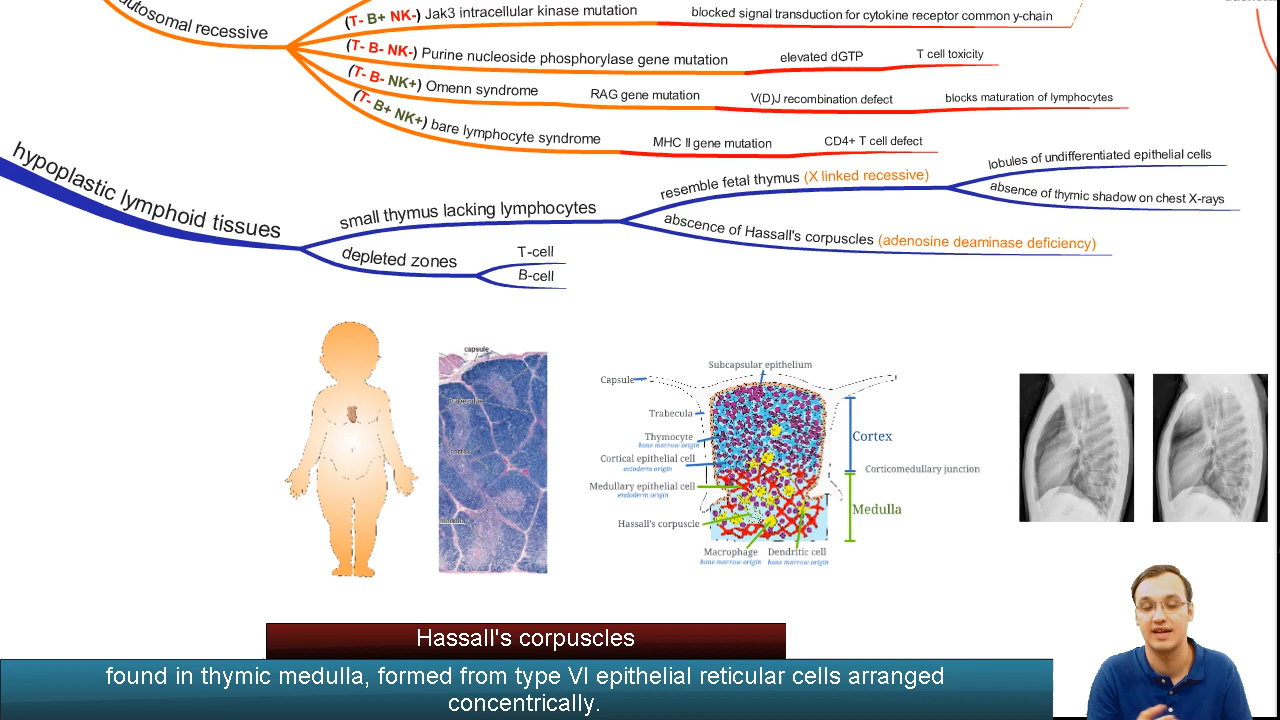 autosomal recessive
(T- B+ NK-) Jak3 intracellular kinase mutation
blocked signal transduction for cytokine receptor common y-chain
(T- B- NK-) Purine nucleoside phosphorylase gene mutation
elevated dGTP
T cell toxicity
(T- B- NK+) Omenn syndrome
RAG gene mutation
V(D)J recombination defect
blocks maturation of lymphocytes
(T- B+ NK+) bare lymphocyte syndrome
MHC II gene mutation
CD4+ T cell defect
hypoplastic lymphoid tissues
small thymus lacking lymphocytes
resemble fetal thymus (X linked recessive)
lobules of undifferentiated epithelial cells
absence of thymic shadow on chest X-rays
abscence of Hassall's corpuscles (adenosine deaminase deficiency)
depleted zones
T-cell
B-cell
capsule
medulla
Subcapsular epithelium
Capsule
Trabecula
Thymocyte
bone marrow origin
Cortical epithelial cell
ectoderm origin
Medullary epithelial cell
endoderm origin
Hassall's corpuscle
Macrophage
bone marrow origin
Dendritic cell
bone marrow origin
Cortex
Corticomedullary junction
Medulla
Hassall's corpuscles
found in thymic medulla, formed from type VI epithelial reticular cells arranged
concentrically.